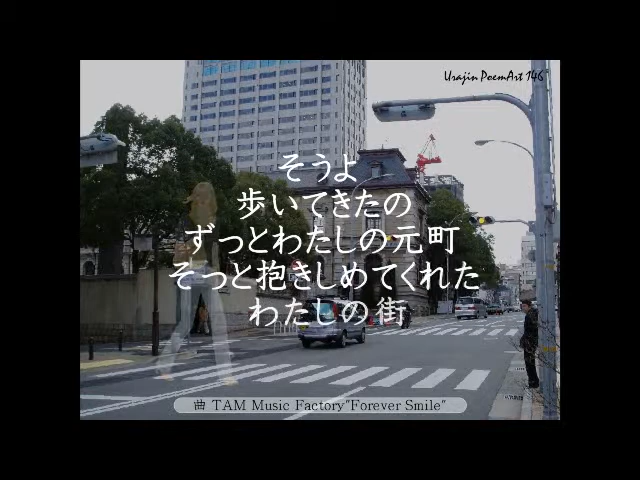 Urajin PoemArt 146
そうよ
歩いてきたの
ずっとわたしの元町
そっと抱きしめてくれた
わたしの街
曲 TAM Music Factory"Forever Smile"